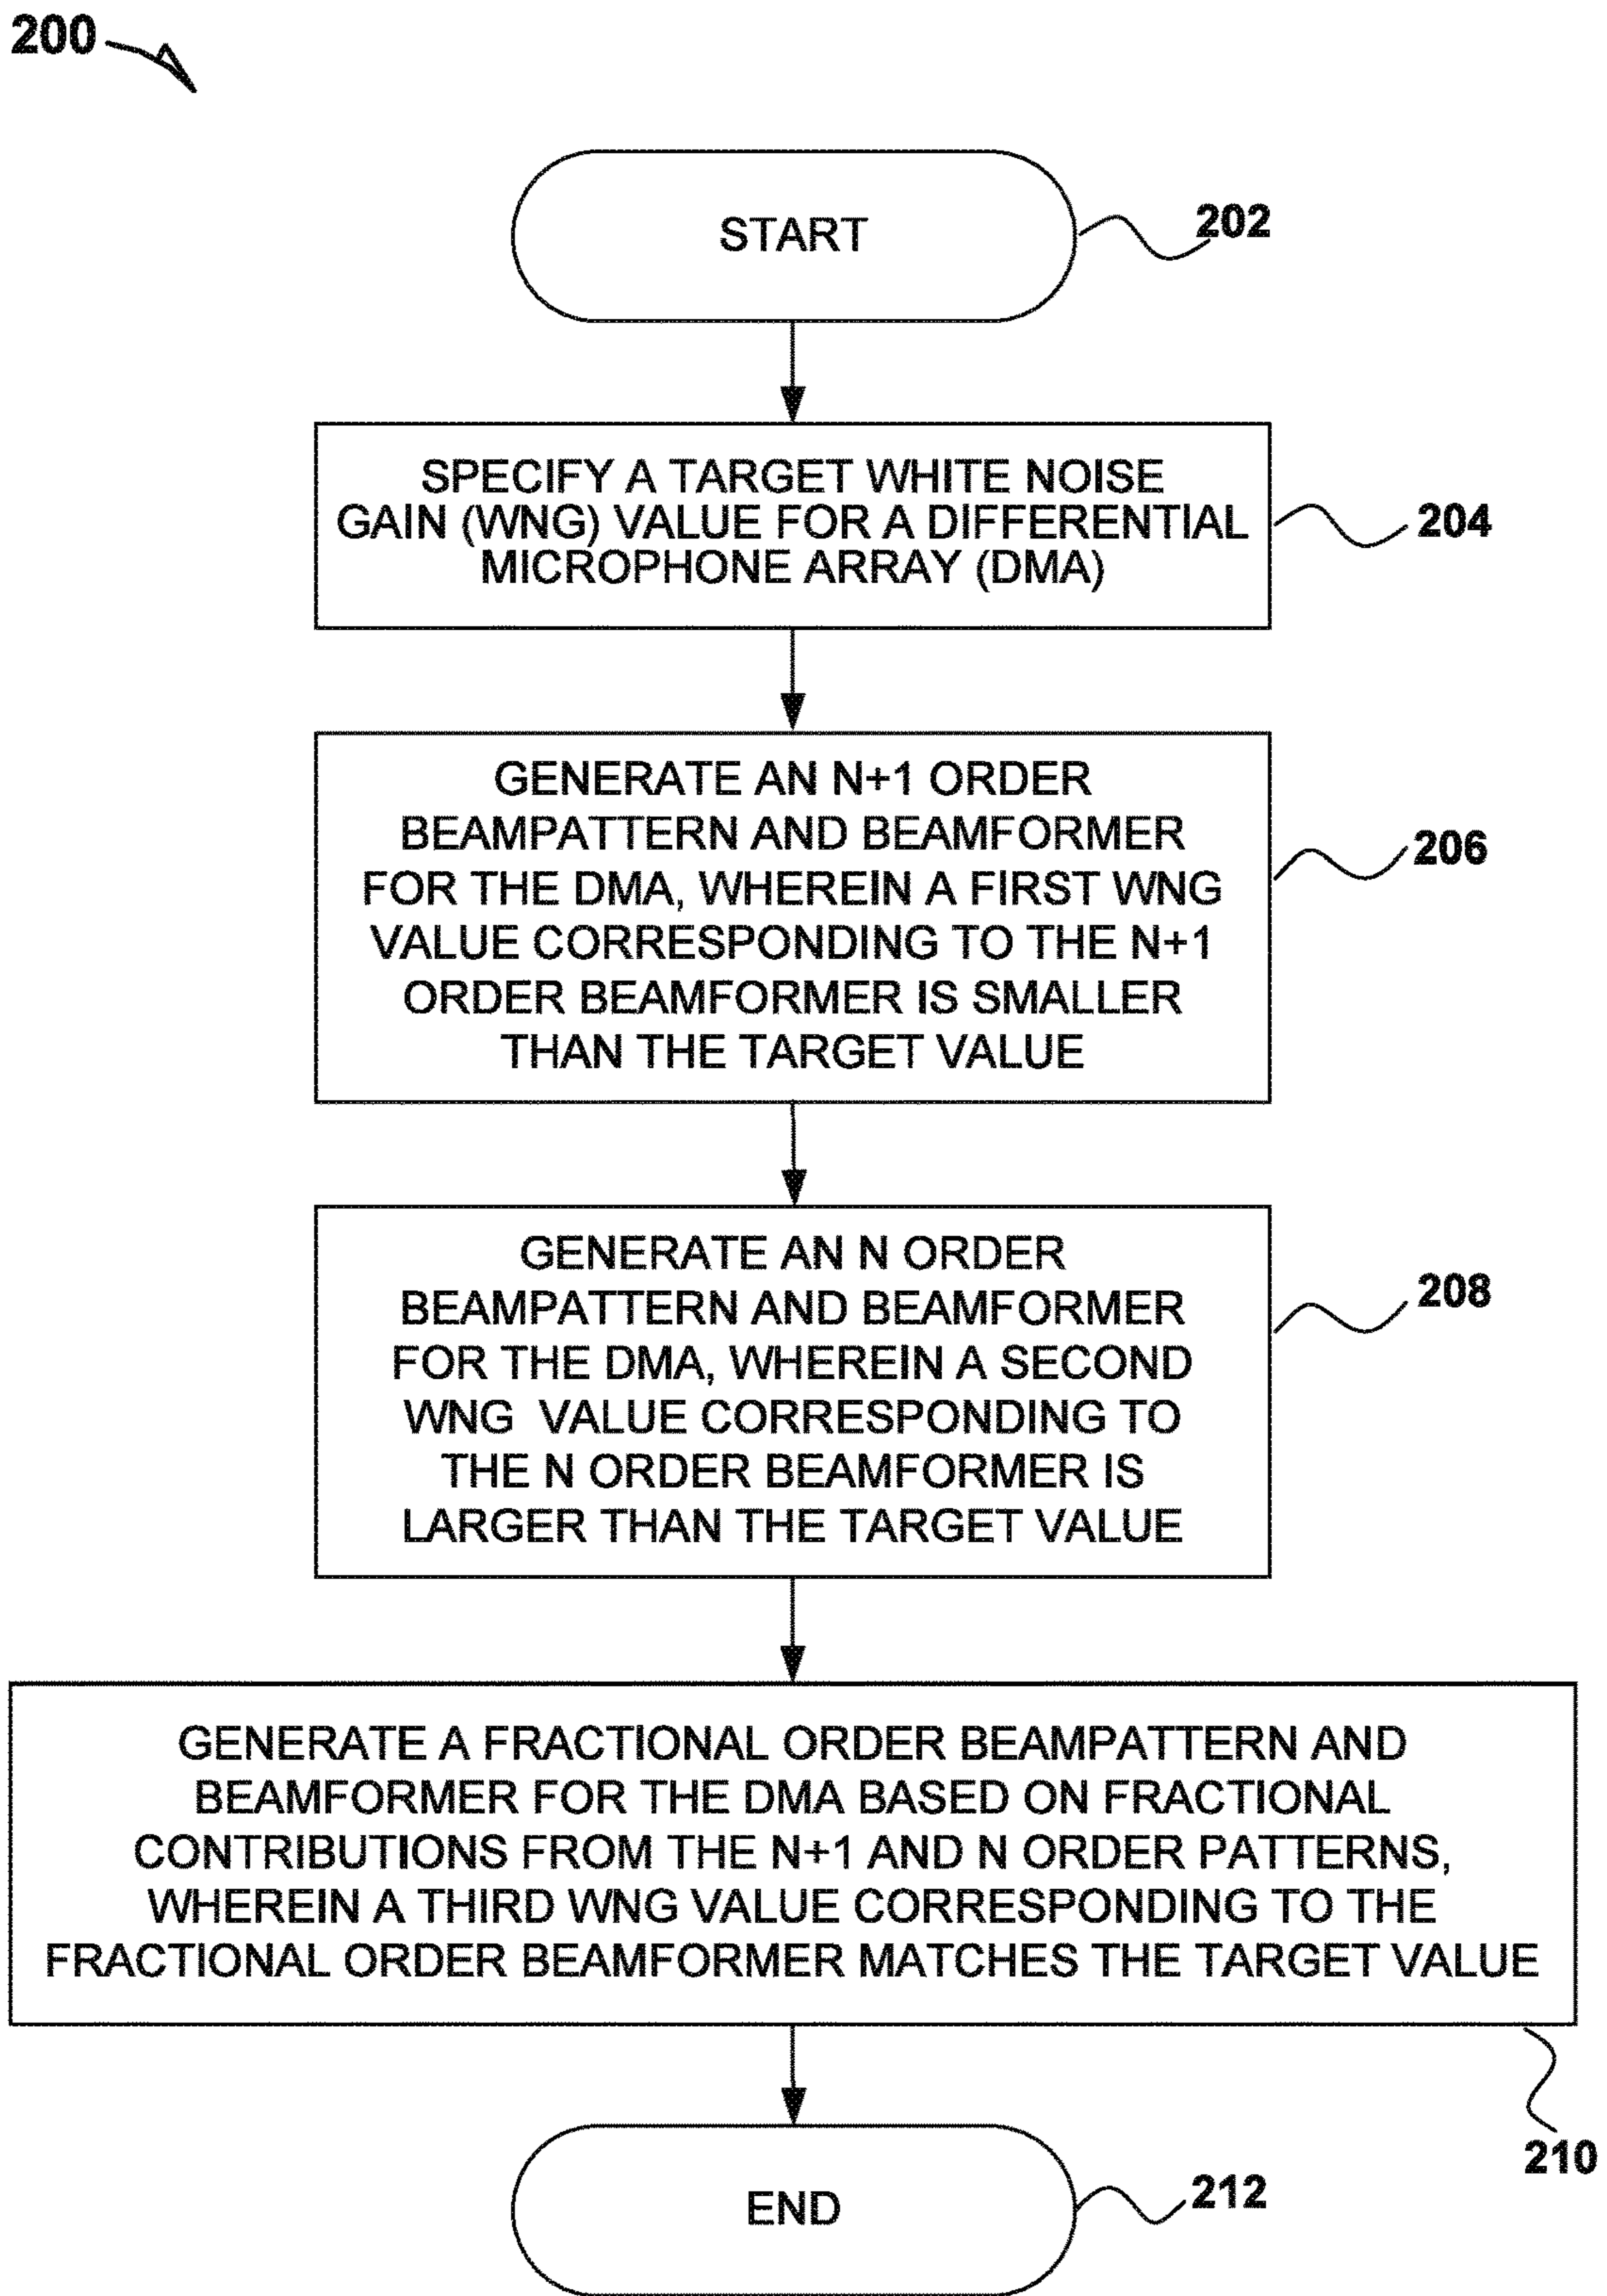 200
START
202
SPECIFY A TARGET WHITE NOISE
GAIN (WNG) VALUE FOR A DIFFERENTIAL
MICROPHONE ARRAY (DMA)
204
GENERATE AN N+1 ORDER
BEAMPATTERN AND BEAMFORMER
FOR THE DMA, WHEREIN A FIRST WNG
VALUE CORRESPONDING TO THE N+1
ORDER BEAMFORMER IS SMALLER
THAN THE TARGET VALUE
206
GENERATE AN N ORDER
BEAMPATTERN AND BEAMFORMER
FOR THE DMA, WHEREIN A SECOND
WNG VALUE CORRESPONDING TO
THE N ORDER BEAMFORMER IS
LARGER THAN THE TARGET VALUE
208
GENERATE A FRACTIONAL ORDER BEAMPATTERN AND
BEAMFORMER FOR THE DMA BASED ON FRACTIONAL
CONTRIBUTIONS FROM THE N+1 AND N ORDER PATTERNS,
WHEREIN A THIRD WNG VALUE CORRESPONDING TO THE
FRACTIONAL ORDER BEAMFORMER MATCHES THE TARGET VALUE
210
END
212